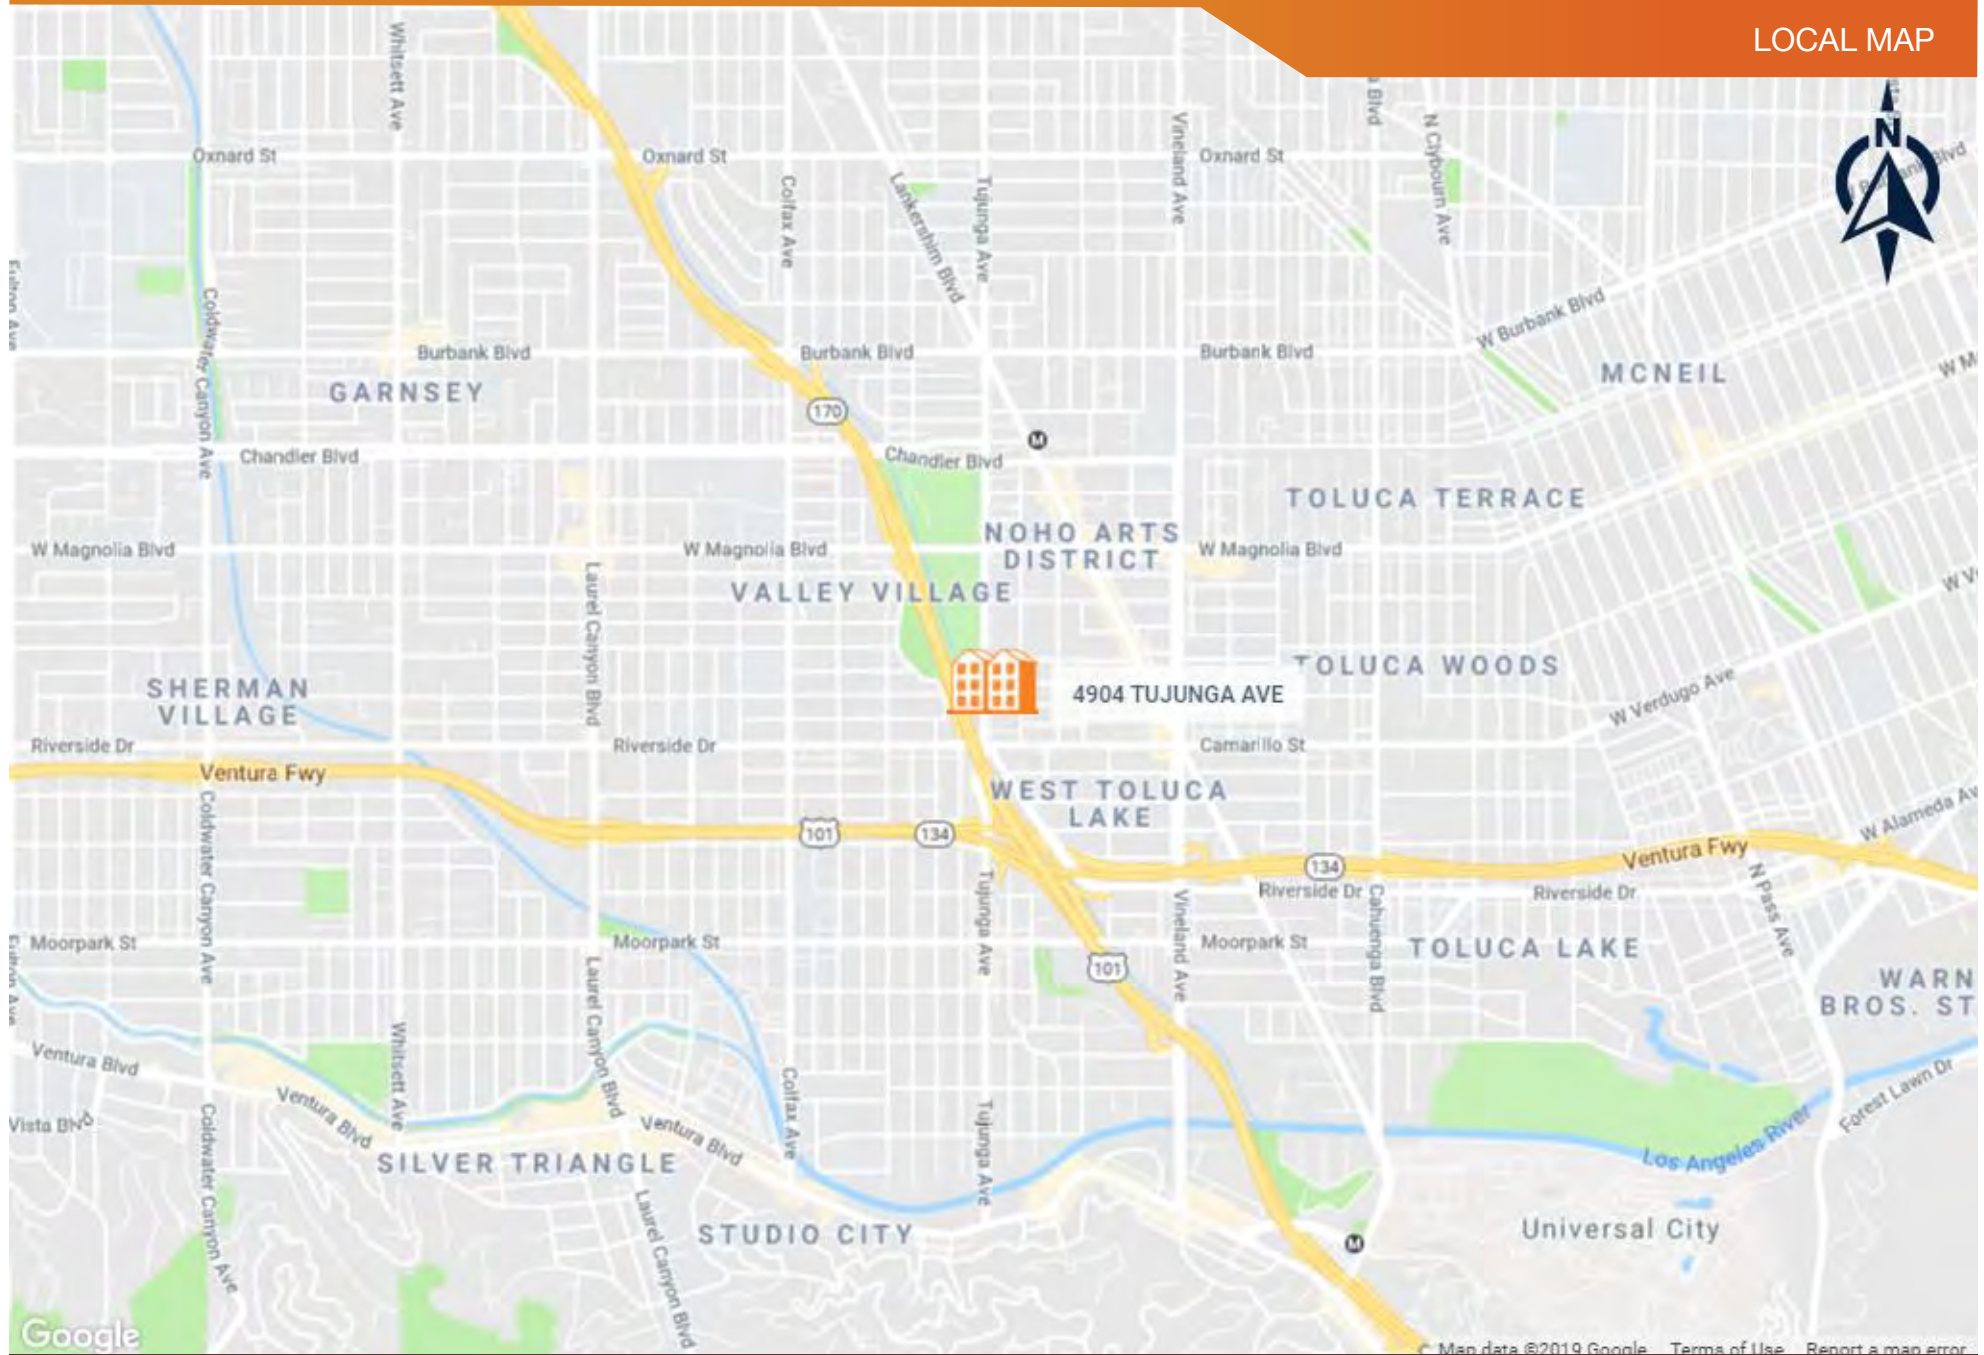 LOCAL MAP
Whitsett Ave
N Clybourn Ave
Vineland Ave
N
Oxnard St
Oxnard St
Oxnard St
Colfax Ave
Lankershim Blvd
Tujunga Ave
Coldwater Canyon Ave
W Burbank Blvd
Burbank Blvd
Burbank Blvd
Burbank Blvd
GARNSEY
MCNEIL
170
M
Chandler Blvd
Chandler Blvd
TOLUCA TERRACE
NOHO ARTS
DISTRICT
W Magnolia Blvd
W Magnolia Blvd
W Magnolia Blvd
VALLEY VILLAGE
Laurel Canyon Blvd
TOLUCA WOODS
SHERMAN
VILLAGE
4904 TUJUNGA AVE
W Verdugo Ave
Riverside Dr
Riverside Dr
Camarillo St
Ventura Fwy
WEST TOLUCA
LAKE
Coldwater Canyon Ave
101
134
W Alameda Av
Ventura Fwy
134
Riverside Dr
Riverside Dr
N Pass Ave
Tujunga Ave
Vineland Ave
Cahuenga Blvd
Moorpark St
Moorpark St
Moorpark St
TOLUCA LAKE
101
WARN
BROS. ST
Laurel Canyon Blvd
Whitsett Ave
Ventura Blvd
Ventura Blvd
Ventura Blvd
Colfax Ave
Tujunga Ave
Forest Lawn Dr
Vista Blvd
Los Angeles River
SILVER TRIANGLE
Coldwater Canyon Ave
Laurel Canyon Blvd
STUDIO CITY
Universal City
M
Google
Map data ©2019 Google
Terms of Use
Report a map error